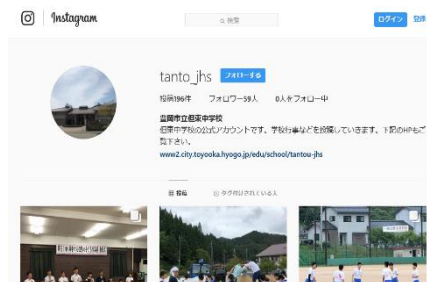 Instagram
検索
ログイン 登録
tanto_jhs フォローする
投稿196件 フォロワー59人 0人をフォロー中
豊岡市立但東中学校
但東中学校の公式アカウントです。学校行事などを投稿していきます。下記のHPもご
覧下さい。
www2.city.toyooka.hyogo.jp/edu/school/tantou-jhs
投稿 タグ付けされている人